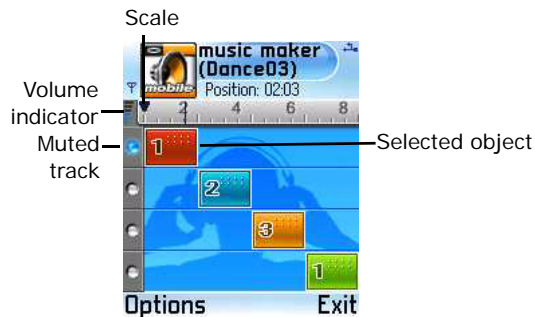 Scale
music maker
(Dance03)
mobile
Position: 02:03
Volume
indicator
2 4 6 8
Muted
track
1
Selected object
2
3
1
Options Exit